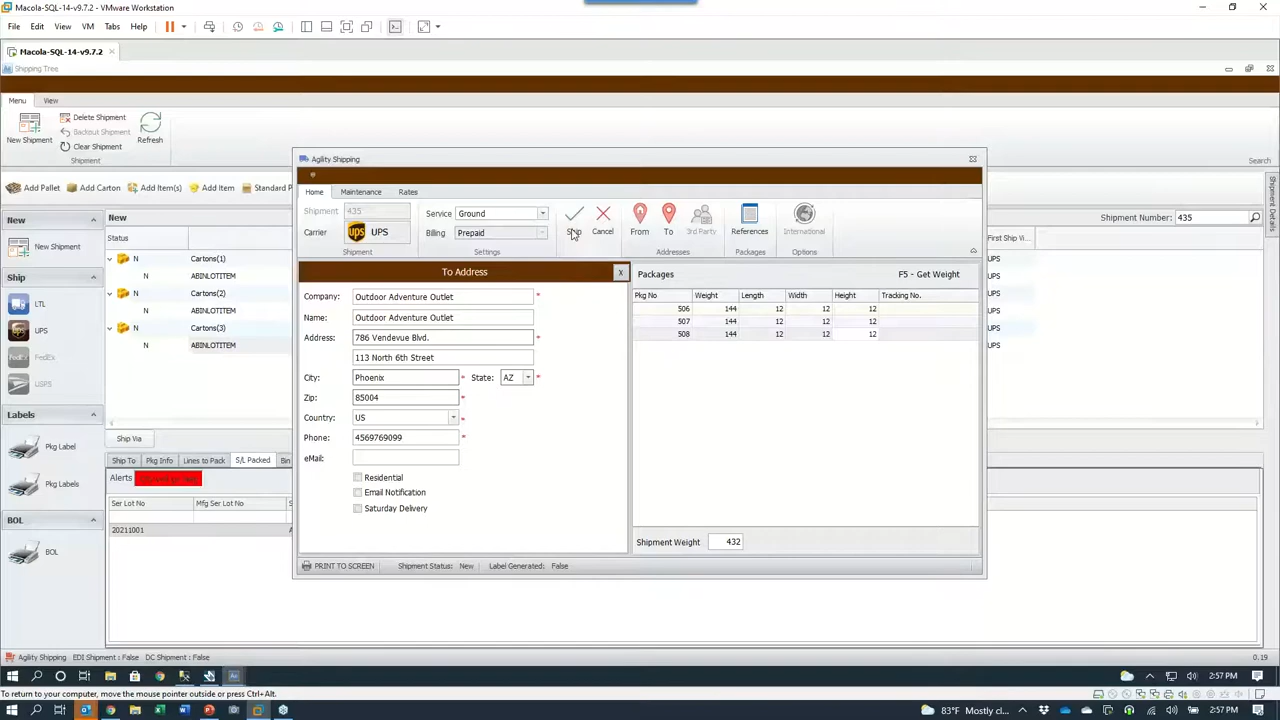 Macola-SQL-14-v9.7.2 - VMware Workstation
File Edit View VM Tabs Help
Macola-SQL-14-v9.7.2
Shipping Tree
Menu View
New Shipment
Delete Shipment
Backout Shipment
Clear Shipment
Refresh
Shipment
Search
Add Pallet Add Carton Add Item(s) Add Item Standard P
Shipment Number: 435
Shipment Details
New
New Shipment
Ship
LTL
UPS
FedEx
USPS
Labels
Pkg Label
Pkg Labels
BOL
BOL
New
Status
First Ship Vi...
N Cartons(1) UPS
N ABINLOTITEM UPS
N Cartons(2) UPS
N ABINLOTITEM UPS
N Cartons(3) UPS
N ABINLOTITEM UPS
Ship Via
Ship To Pkg Info Lines to Pack S/L Packed Bin
Alerts
Ser Lot No Mfg Ser Lot No S
20211001
Agility Shipping
Home Maintenance Rates
Shipment 435
Carrier UPS
Shipment
Service Ground
Billing Prepaid
Settings
Ship Cancel
From To 3rd Party
Addresses
References
Packages
International
Options
To Address x
Company: Outdoor Adventure Outlet *
Name: Outdoor Adventure Outlet
Address: 786 Vendevue Blvd. *
113 North 6th Street
City: Phoenix * State: AZ *
Zip: 85004 *
Country: US *
Phone: 4569769099 *
eMail:
Residential
Email Notification
Saturday Delivery
Packages F5 - Get Weight
Pkg No Weight Length Width Height Tracking No.
506 144 12 12 12
507 144 12 12 12
508 144 12 12 12
Shipment Weight 432
PRINT TO SCREEN Shipment Status: New Label Generated: False
Agility Shipping EDI Shipment : False DC Shipment : False 0.19
2:57 PM
To return to your computer, move the mouse pointer outside or press Ctrl+Alt.
83°F Mostly cl... 2:57 PM